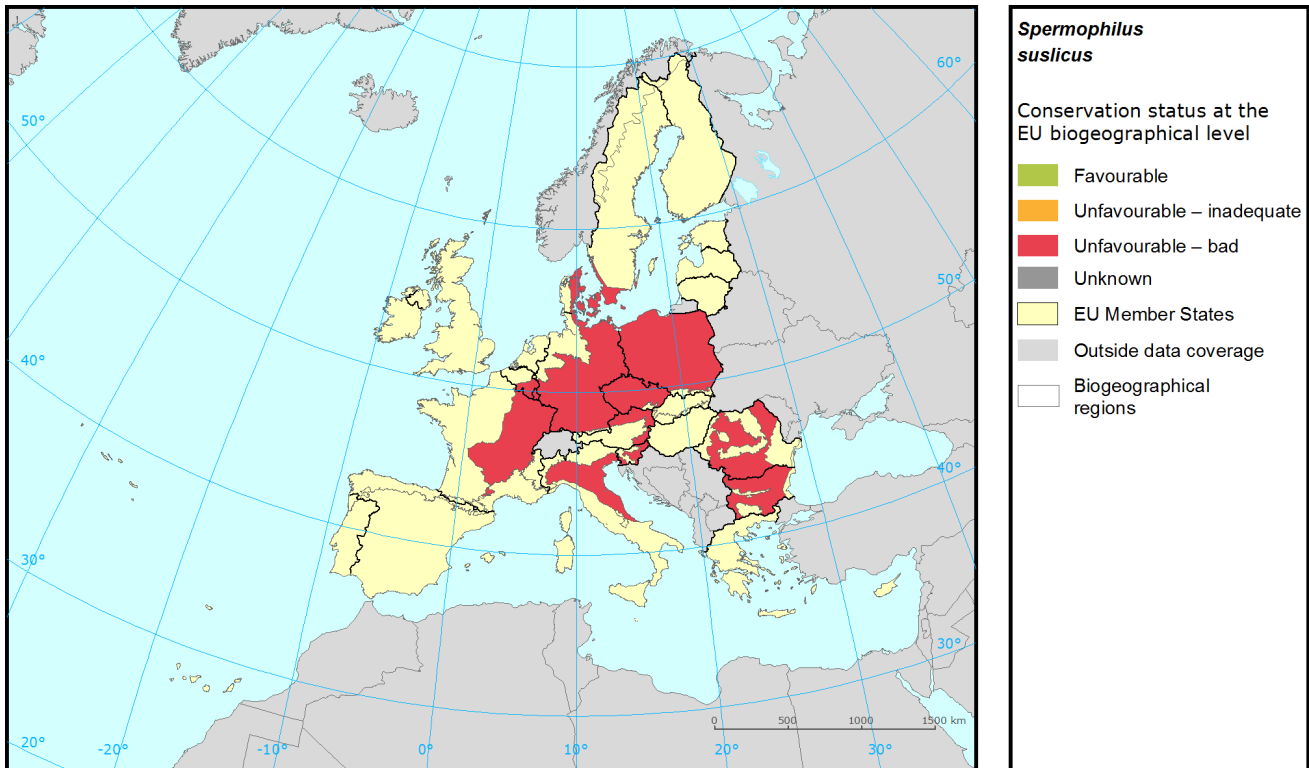 60°
50°
50°
40°
40°
30°
30°
20°
-20°
-10°
0°
10°
20°
30°
0
500
1000
1500 km
Spermophilus
suslicus
Conservation status at the
EU biogeographical level
Favourable
Unfavourable – inadequate
Unfavourable – bad
Unknown
EU Member States
Outside data coverage
Biogeographical
regions